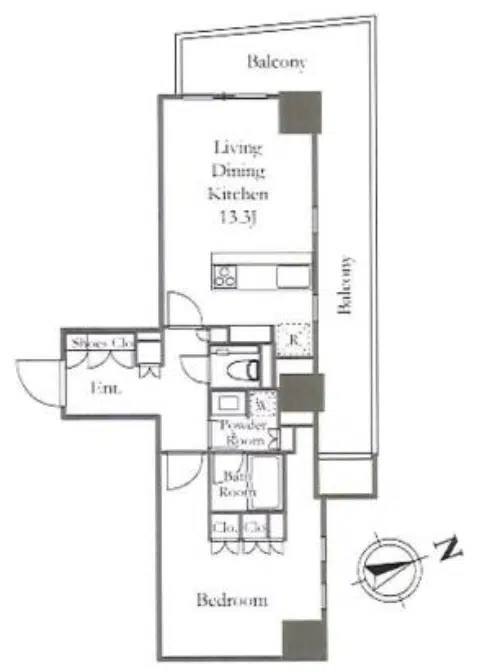 Balcony
Living
Dining
Kitchen
13.3J
Balcony
R
Shoes Clo
Ent.
W
Powder
Room
Bath
Room
Clo.
Clo
Bedroom
N